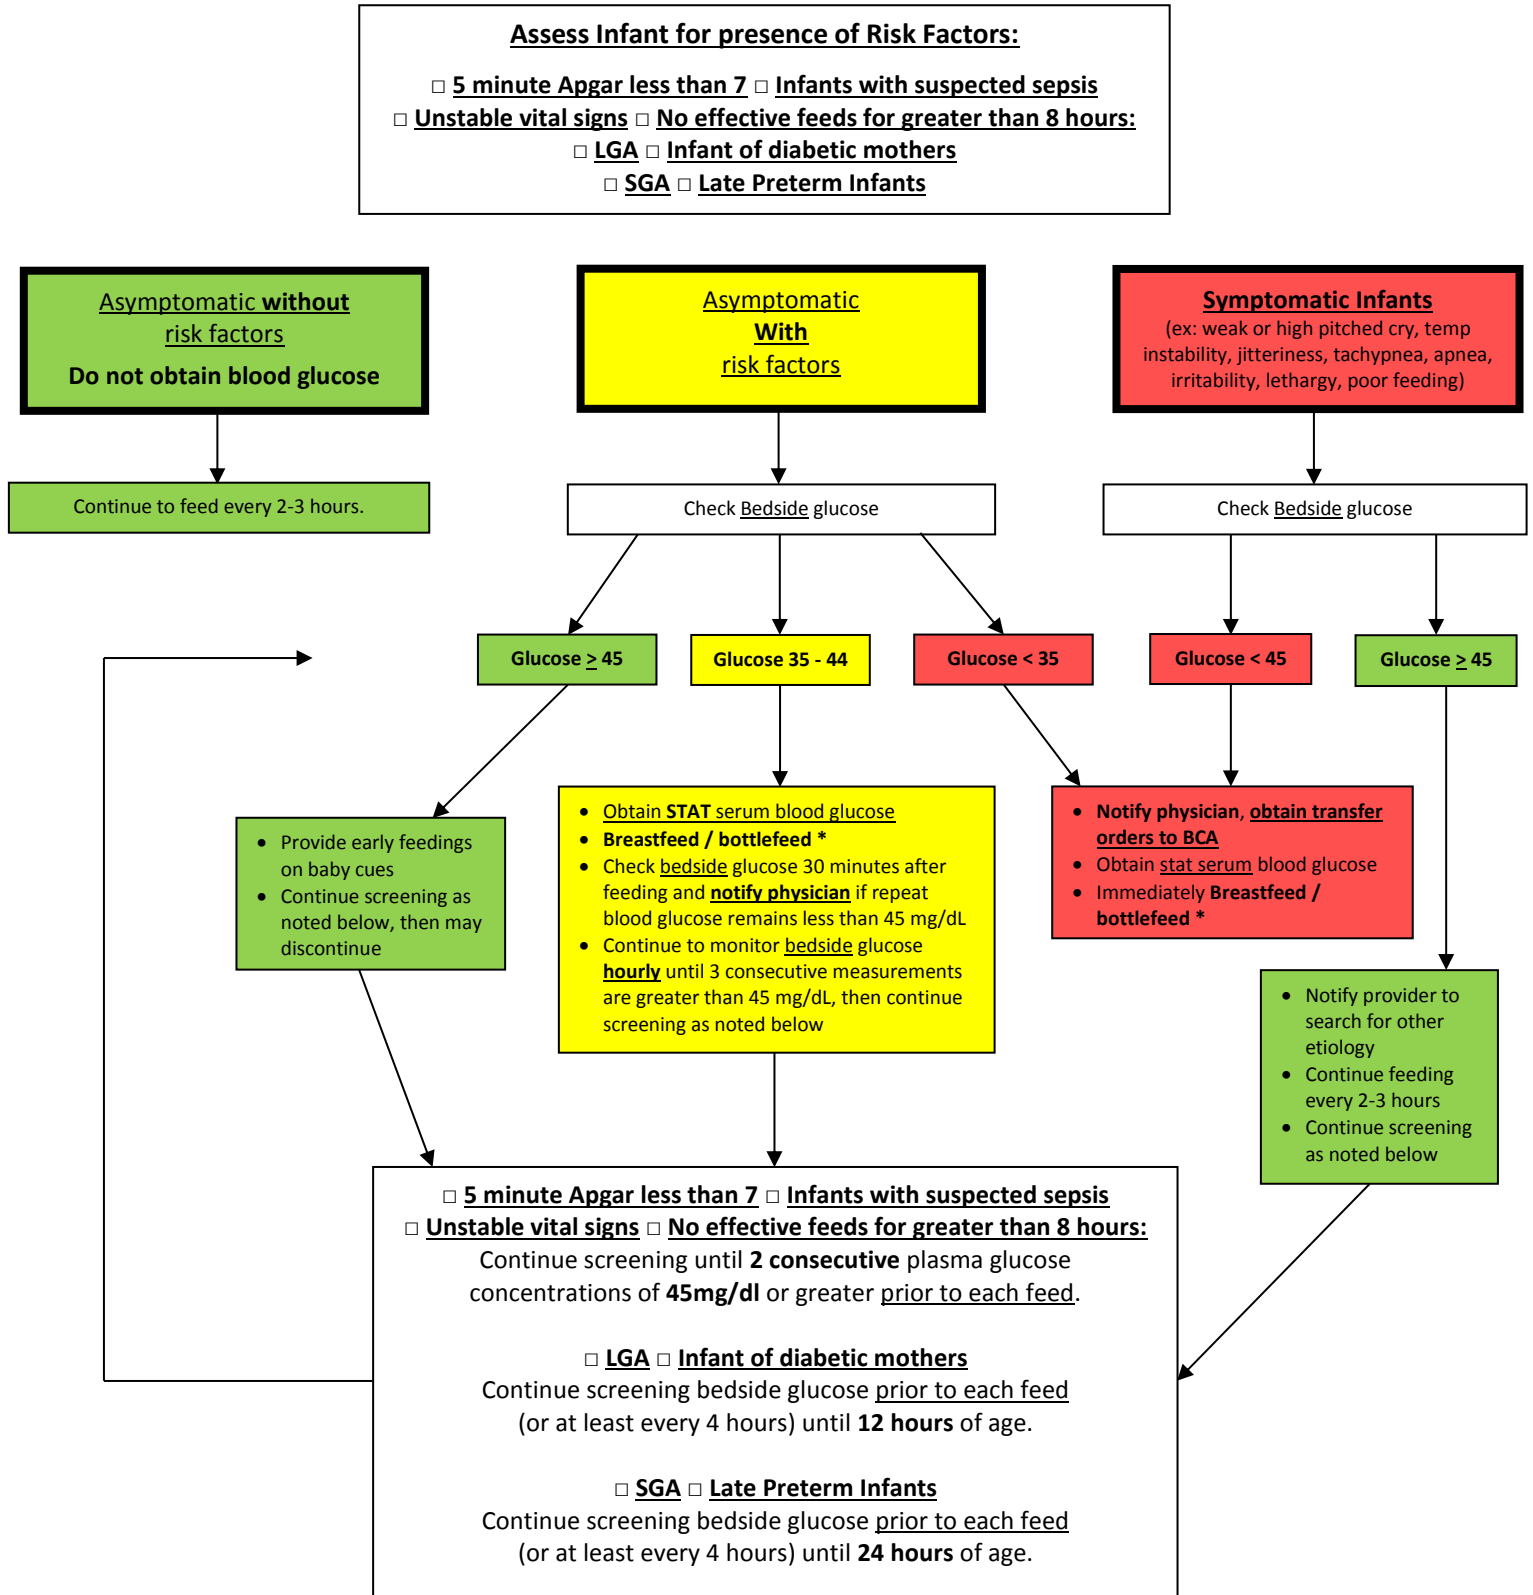 Assess Infant for presence of Risk Factors:
□ 5 minute Apgar less than 7 □ Infants with suspected sepsis
□ Unstable vital signs □ No effective feeds for greater than 8 hours:
□ LGA □ Infant of diabetic mothers
□ SGA □ Late Preterm Infants
Asymptomatic without
risk factors
Do not obtain blood glucose
Asymptomatic
With
risk factors
Symptomatic Infants
(ex: weak or high pitched cry, temp
instability, jitteriness, tachypnea, apnea,
irritability, lethargy, poor feeding)
Continue to feed every 2-3 hours.
Check Bedside glucose
Check Bedside glucose
Glucose ≥ 45
Glucose 35 - 44
Glucose < 35
Glucose < 45
Glucose ≥ 45
• Provide early feedings
on baby cues
• Continue screening as
noted below, then may
discontinue
• Obtain STAT serum blood glucose
• Breastfeed / bottlefeed *
• Check bedside glucose 30 minutes after
feeding and notify physician if repeat
blood glucose remains less than 45 mg/dL
• Continue to monitor bedside glucose
hourly until 3 consecutive measurements
are greater than 45 mg/dL, then continue
screening as noted below
• Notify physician, obtain transfer
orders to BCA
• Obtain stat serum blood glucose
• Immediately Breastfeed /
bottlefeed *
• Notify provider to
search for other
etiology
• Continue feeding
every 2-3 hours
• Continue screening
as noted below
□ 5 minute Apgar less than 7 □ Infants with suspected sepsis
□ Unstable vital signs □ No effective feeds for greater than 8 hours:
Continue screening until 2 consecutive plasma glucose
concentrations of 45mg/dl or greater prior to each feed.
□ LGA □ Infant of diabetic mothers
Continue screening bedside glucose prior to each feed
(or at least every 4 hours) until 12 hours of age.
□ SGA □ Late Preterm Infants
Continue screening bedside glucose prior to each feed
(or at least every 4 hours) until 24 hours of age.